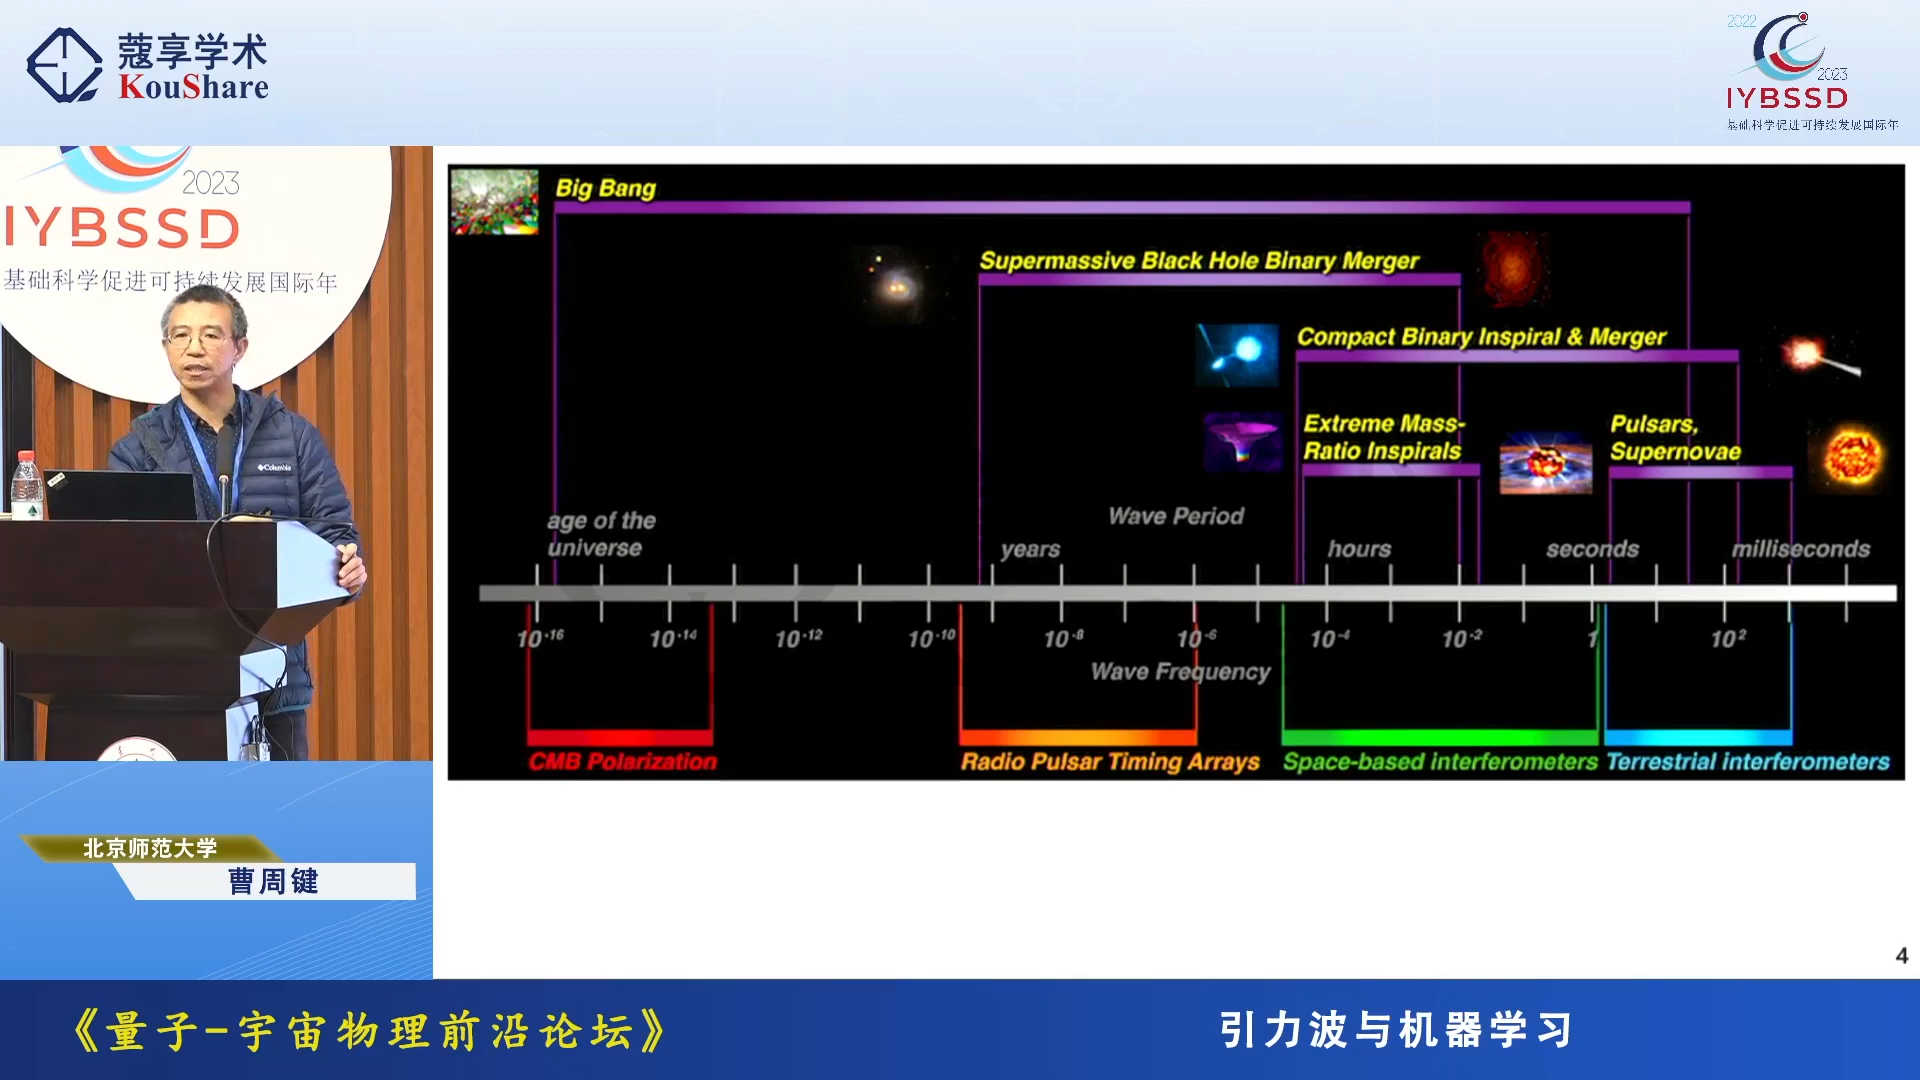 蔻享学术
KouShare
2022
2023
IYBSSD
基础科学促进可持续发展国际年
2023
IYBSSD
基础科学促进可持续发展国际年
Columbia
北京师范大学
曹周键
Big Bang
Supermassive Black Hole Binary Merger
Compact Binary Inspiral & Merger
Extreme Mass-
Ratio Inspirals
Pulsars,
Supernovae
age of the
universe
Wave Period
years
hours
seconds
milliseconds
10-16
10-14
10-12
10-10
10-8
10-6
10-4
10-2
1
102
Wave Frequency
CMB Polarization
Radio Pulsar Timing Arrays
Space-based interferometers
Terrestrial interferometers
4
《量子-宇宙物理前沿论坛》
引力波与机器学习